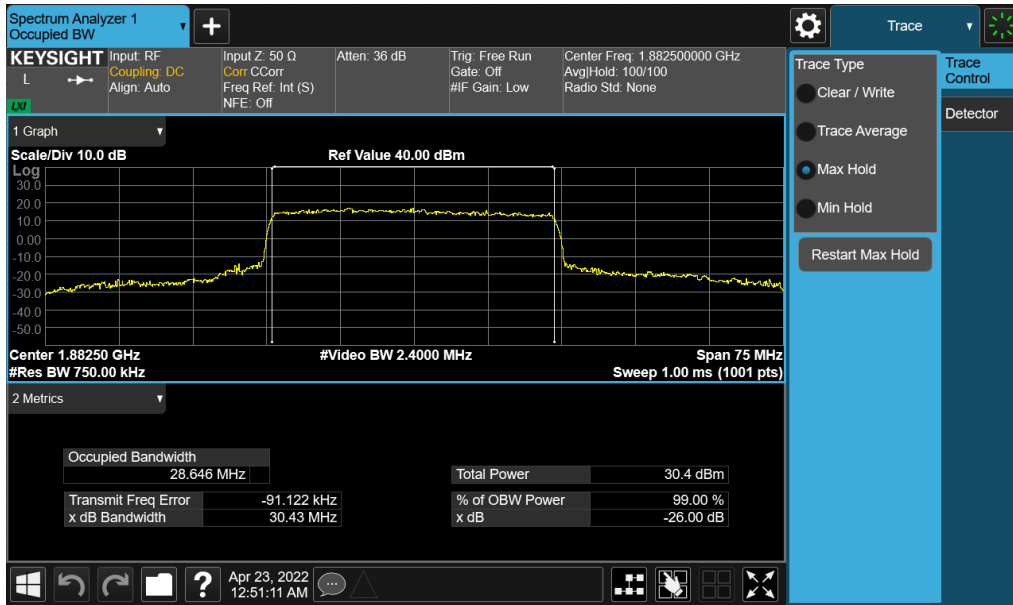 Spectrum Analyzer 1
Occupied BW
Trace
KEYSIGHT
L
LXI
Input: RF
Coupling: DC
Align: Auto
Input Z: 50 Ω
Corr CCorr
Freq Ref: Int (S)
NFE: Off
Atten: 36 dB
Trig: Free Run
Gate: Off
#IF Gain: Low
Center Freq: 1.882500000 GHz
Avg|Hold: 100/100
Radio Std: None
Trace Type
Clear / Write
Trace Average
Max Hold
Min Hold
Restart Max Hold
Trace
Control
Detector
1 Graph
Scale/Div 10.0 dB
Ref Value 40.00 dBm
Log
30.0
20.0
10.0
0.00
-10.0
-20.0
-30.0
-40.0
-50.0
Center 1.88250 GHz
#Video BW 2.4000 MHz
Span 75 MHz
#Res BW 750.00 kHz
Sweep 1.00 ms (1001 pts)
2 Metrics
Occupied Bandwidth
28.646 MHz
Total Power 30.4 dBm
Transmit Freq Error -91.122 kHz
% of OBW Power 99.00 %
x dB Bandwidth 30.43 MHz
x dB -26.00 dB
?
Apr 23, 2022
12:51:11 AM